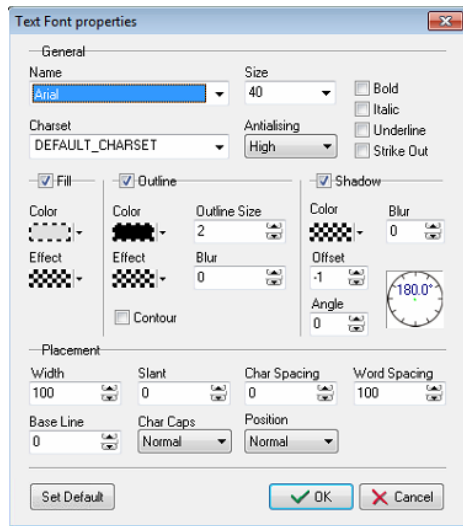 Text Font properties
General
Name Size
Arial 40 Bold
Italic
Charset Antialising Underline
DEFAULT_CHARSET High Strike Out
Fill Outline Shadow
Color Color Outline Size Color Blur
2 0
Effect Effect Blur Offset
0 -1 180.0°
Angle
Contour 0
Placement
Width Slant Char Spacing Word Spacing
100 0 0 100
Base Line Char Caps Position
0 Normal Normal
Set Default OK Cancel